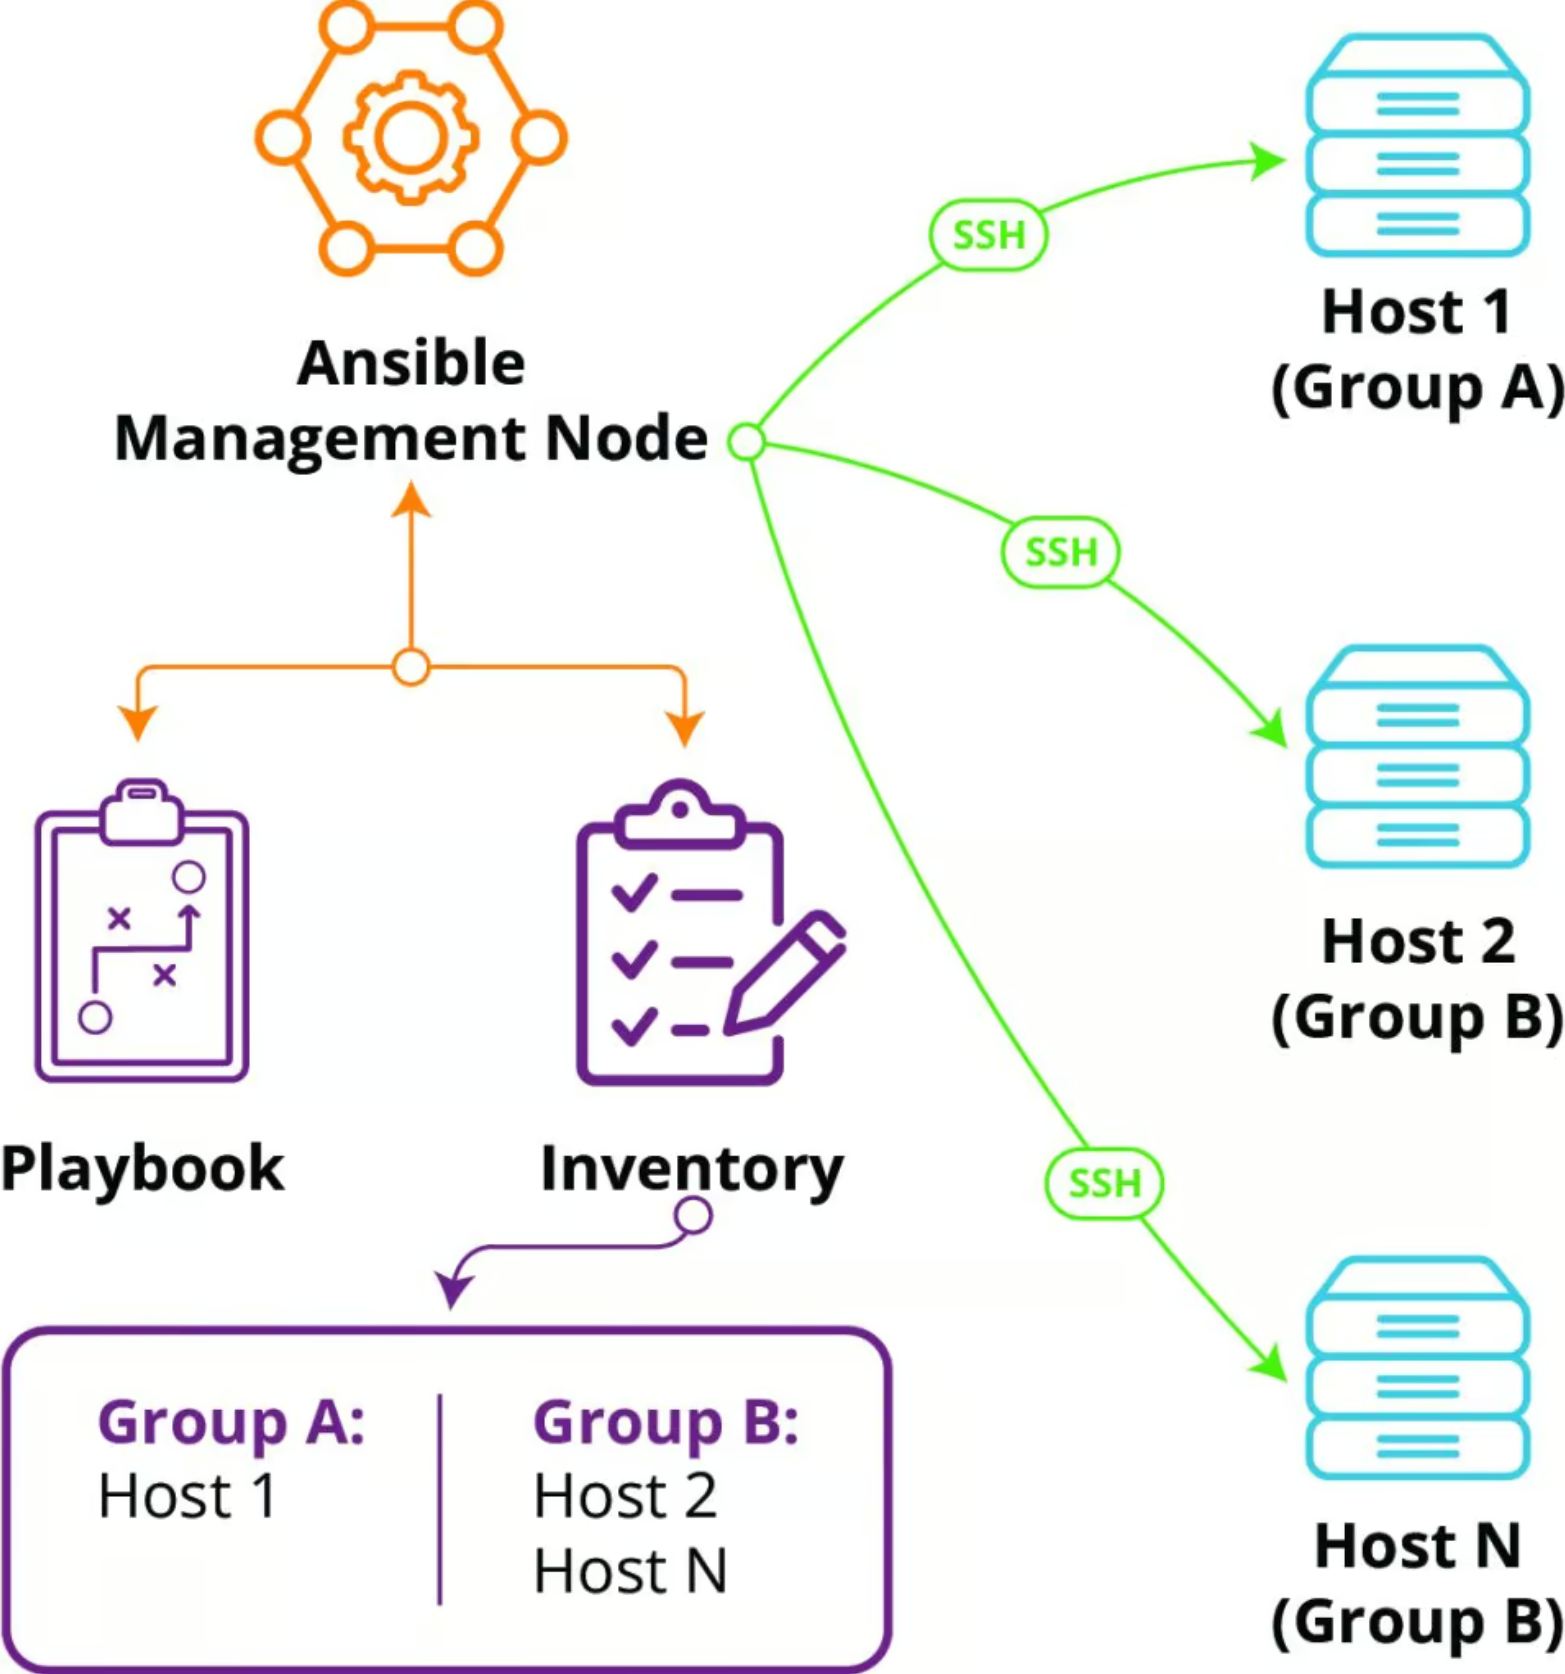 Ansible
Management Node
SSH
Host 1
(Group A)
SSH
Host 2
(Group B)
Playbook
Inventory
SSH
Group A:
Host 1
Group B:
Host 2
Host N
Host N
(Group B)